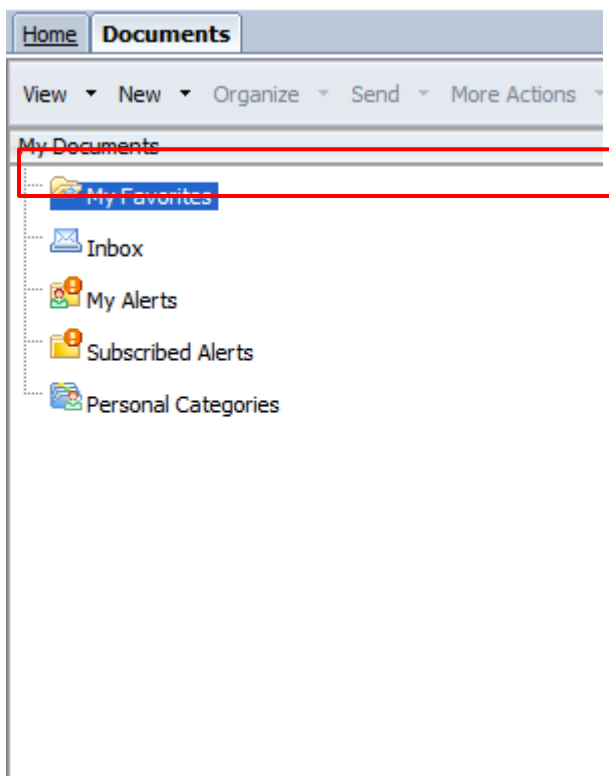 Home Documents
View New Organize Send More Actions
My Documents
My Favorites
Inbox
My Alerts
Subscribed Alerts
Personal Categories